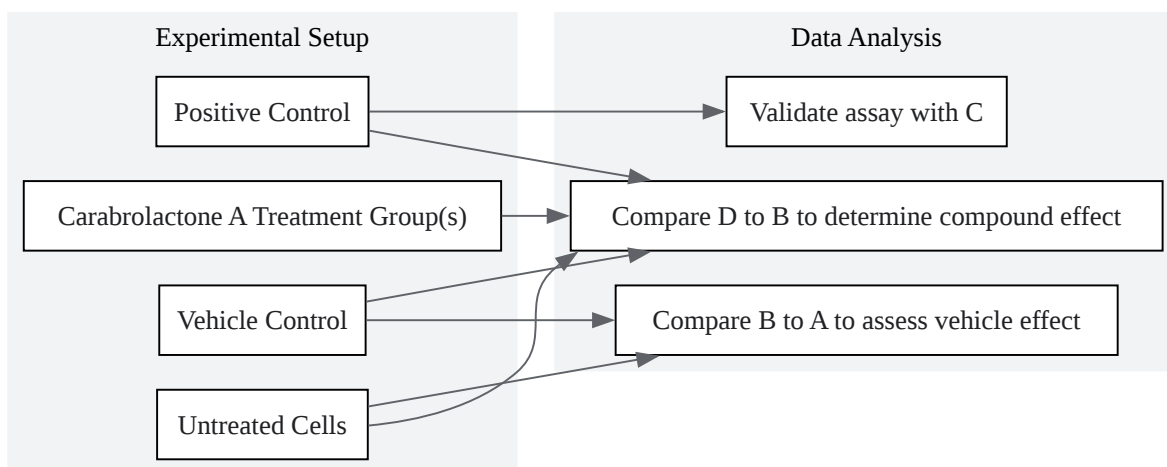 Experimental Setup
Positive Control
Carabrolactone A Treatment Group(s)
Vehicle Control
Untreated Cells
Data Analysis
Validate assay with C
Compare D to B to determine compound effect
Compare B to A to assess vehicle effect